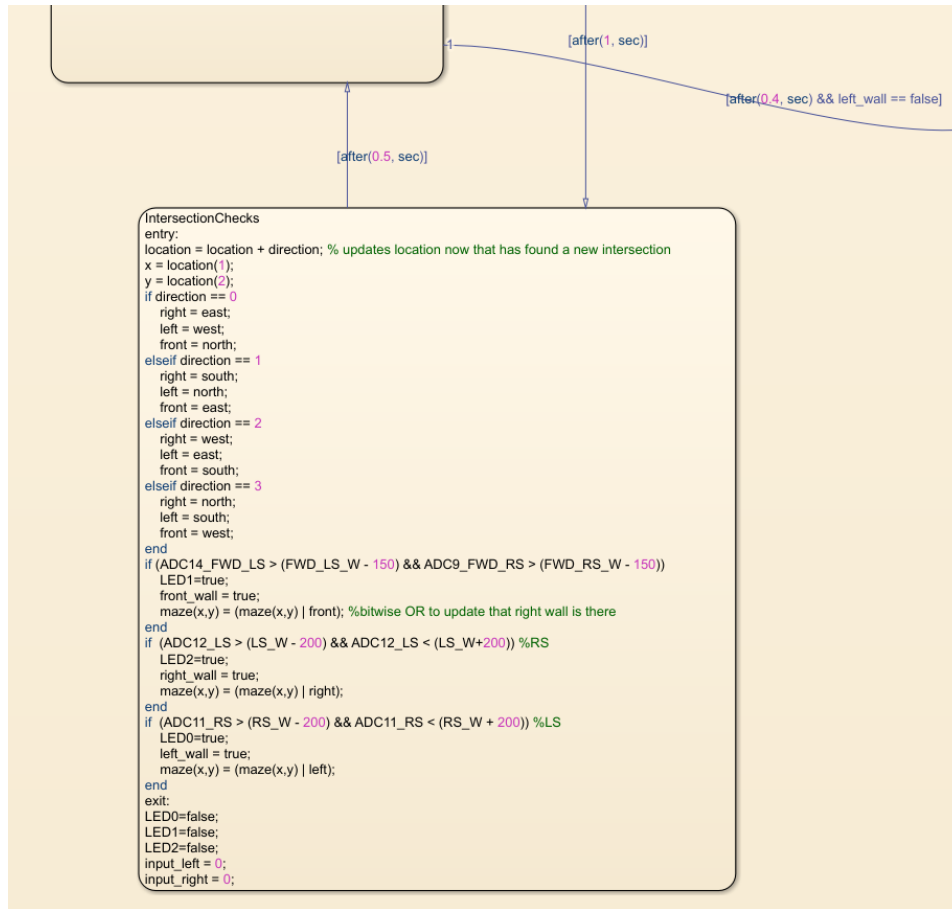 1
[after(1, sec)]
[after(0.4, sec) && left_wall == false]
[after(0.5, sec)]
IntersectionChecks
entry:
location = location + direction; % updates location now that has found a new intersection
x = location(1);
y = location(2);
if direction == 0
right = east;
left = west;
front = north;
elseif direction == 1
right = south;
left = north;
front = east;
elseif direction == 2
right = west;
left = east;
front = south;
elseif direction == 3
right = north;
left = south;
front = west;
end
if (ADC14_FWD_LS > (FWD_LS_W - 150) && ADC9_FWD_RS > (FWD_RS_W - 150))
LED1=true;
front_wall = true;
maze(x,y) = (maze(x,y) | front); %bitwise OR to update that right wall is there
end
if (ADC12_LS > (LS_W - 200) && ADC12_LS < (LS_W+200)) %RS
LED2=true;
right_wall = true;
maze(x,y) = (maze(x,y) | right);
end
if (ADC11_RS > (RS_W - 200) && ADC11_RS < (RS_W + 200)) %LS
LED0=true;
left_wall = true;
maze(x,y) = (maze(x,y) | left);
end
exit:
LED0=false;
LED1=false;
LED2=false;
input_left = 0;
input_right = 0;